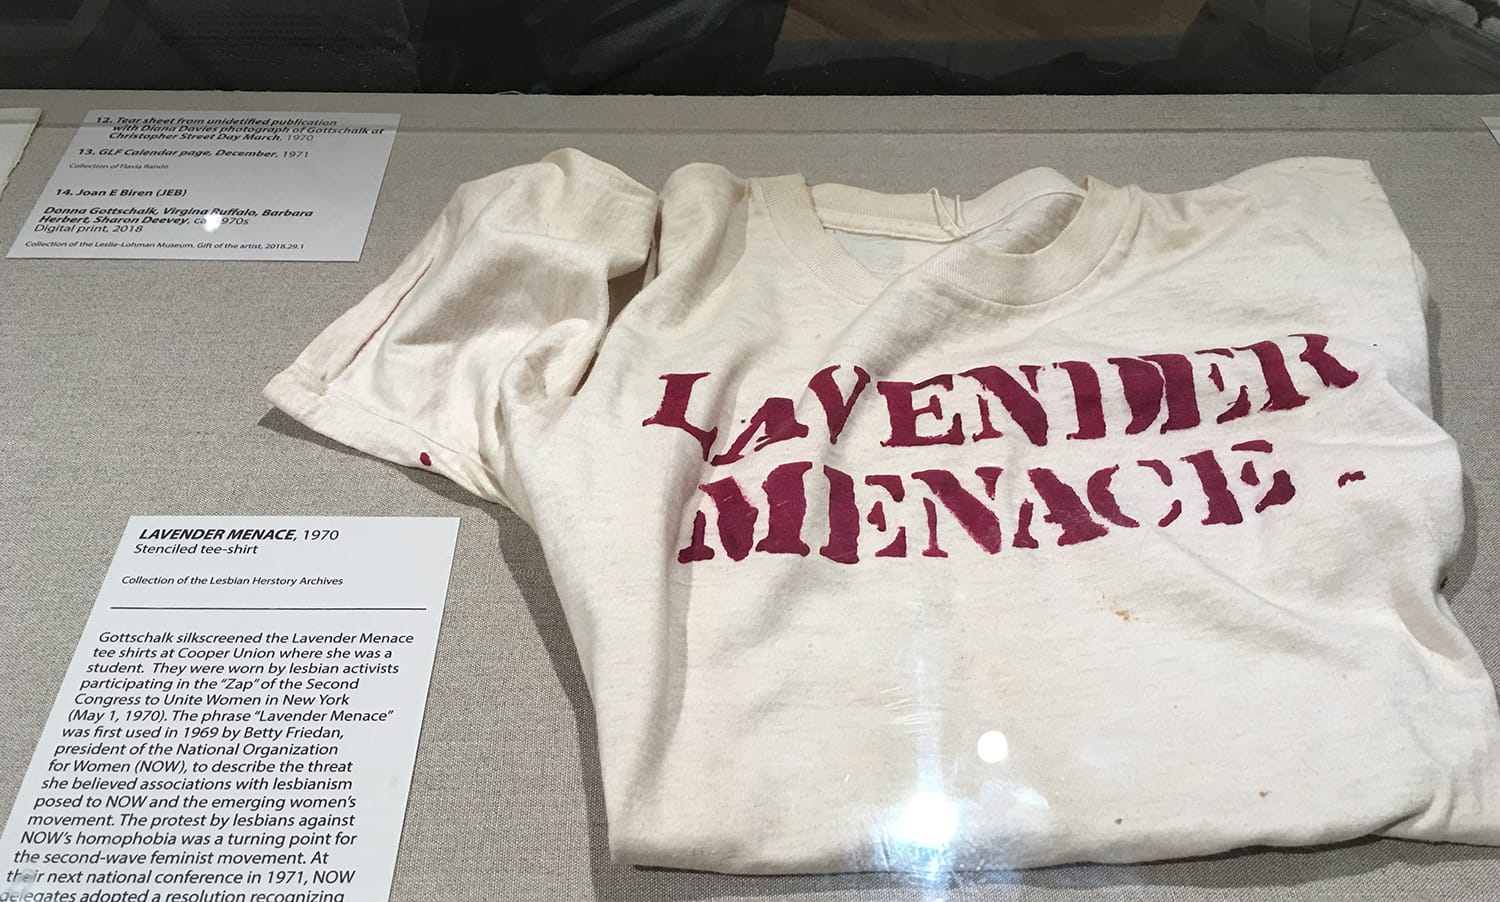 12. Tear sheet from unidetified publication
with Diana Davies photograph of Gottschalk at
Christopher Street Day March, 1970
13. GLF Calendar page, December, 1971
Collection of Flavia Rando
14. Joan E Biren (JEB)
Donna Gottschalk, Virgina Ruffalo, Barbara
Herbert, Sharon Deevey, 970s
Digital print, 2018
Collection of the Leslie-Lohman Museum. Gift of the artist, 2018.29.1
LAVENDER
MENACE
LAVENDER MENACE, 1970
Stenciled tee-shirt
Collection of the Lesbian Herstory Archives
Gottschalk silkscreened the Lavender Menace
tee shirts at Cooper Union where she was a
student. They were worn by lesbian activists
participating in the “Zap” of the Second
Congress to Unite Women in New York
(May 1, 1970). The phrase “Lavender Menace”
was first used in 1969 by Betty Friedan,
president of the National Organization
for Women (NOW), to describe the threat
she believed associations with lesbianism
posed to NOW and the emerging women’s
movement. The protest by lesbians against
NOW’s homophobia was a turning point for
the second-wave feminist movement. At
their next national conference in 1971, NOW
delegates adopted a resolution recognizing